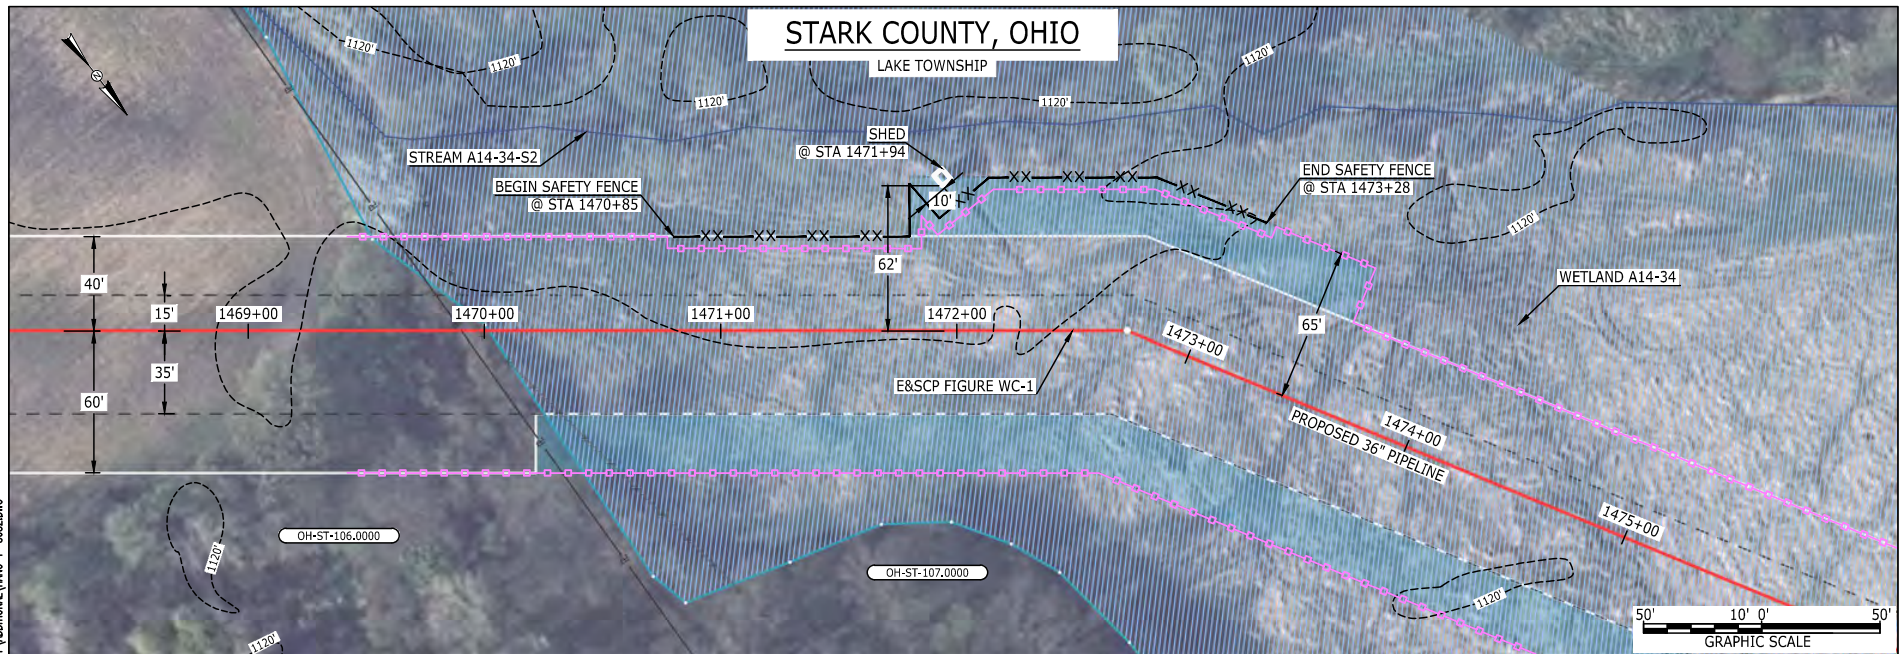 STARK COUNTY, OHIO
LAKE TOWNSHIP
N
1120'
1120'
1120'
1120'
1120'
SHED
@ STA 1471+94
STREAM A14-34-S2
BEGIN SAFETY FENCE
@ STA 1470+85
END SAFETY FENCE
@ STA 1473+28
10'
1120'
62'
WETLAND A14-34
40'
15'
1469+00
1470+00
1471+00
1472+00
65'
1473+00
35'
E&SCP FIGURE WC-1
60'
PROPOSED 36" PIPELINE
1474+00
1475+00
OH-ST-106.0000
1120'
OH-ST-107.0000
1120'
1120'
50'
10'
0'
50'
GRAPHIC SCALE